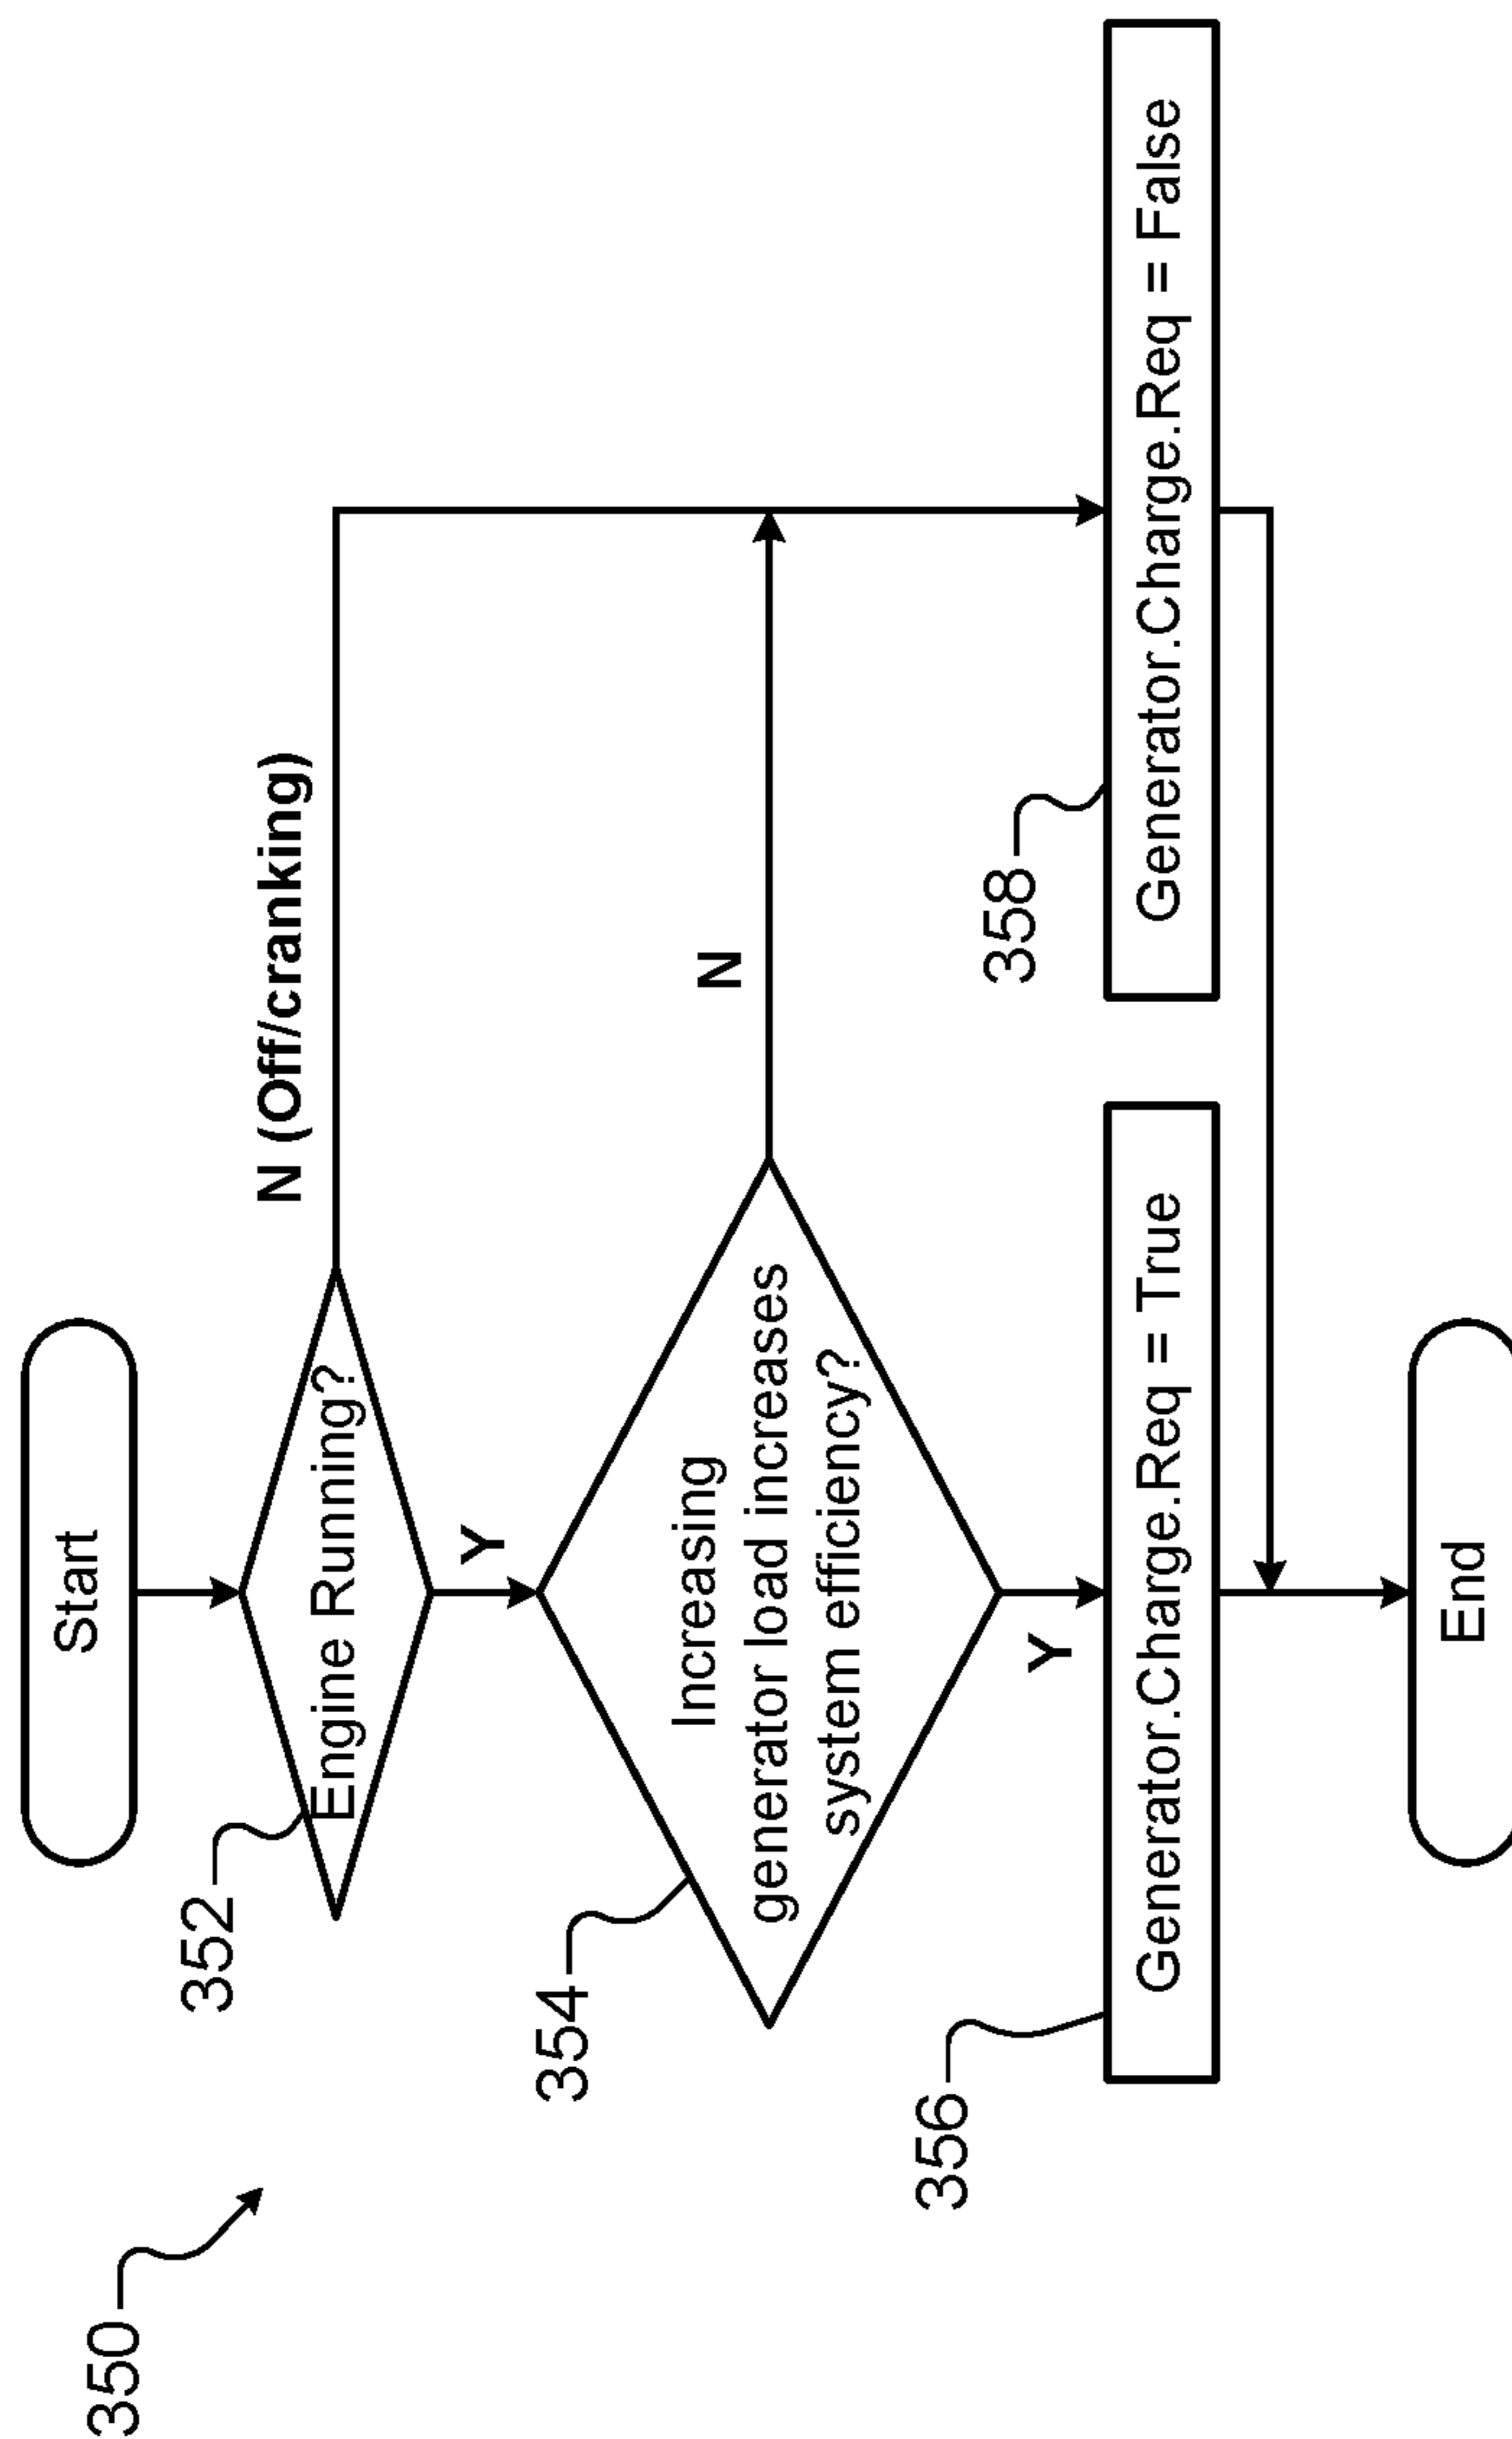 350
Start
352
Engine Running?
N (Off/cranking)
Y
354
Increasing
generator load increases
system efficiency?
N
Y
356
Generator.Charge.Req = True
358
Generator.Charge.Req = False
End